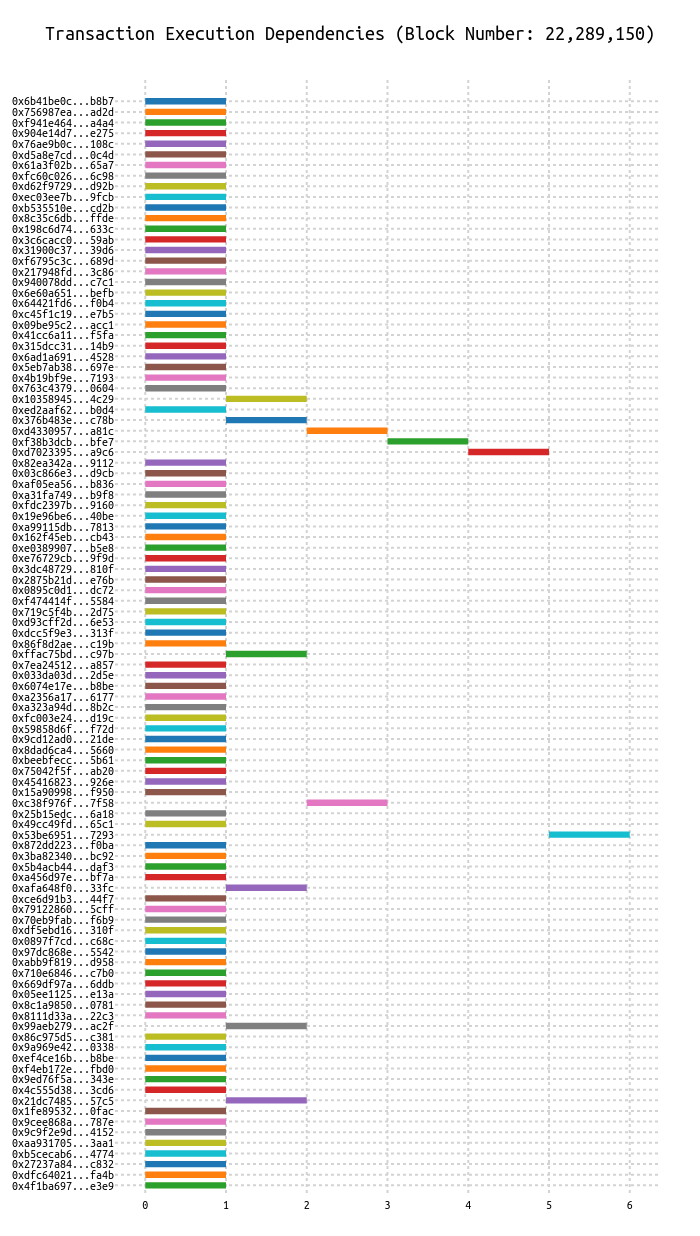 Transaction Execution Dependencies (Block Number: 22,289,150)
0x6b41be0c...b8b7
0x756987ea...ad2d
0xf941e464...a4a4
0x904e14d7...e275
0x76ae9b0c...108c
0xd5a8e7cd...0c4d
0x61a3f02b...65a7
0xfc60c026...6c98
0xd62f9729...d92b
0xec03ee7b...9fcb
0xb535510e...cd2b
0x8c35c6db...ffde
0x198c6d74...633c
0x3c6cacc0...59ab
0x31900c37...39d6
0xf6795c3c...689d
0x217948fd...3c86
0x940078dd...c7c1
0x6e60a651...befb
0x64421fd6...f0b4
0xc45f1c19...e7b5
0x09be95c2...acc1
0x41cc6a11...f5fa
0x315dcc31...14b9
0x6ad1a691...4528
0x5eb7ab38...697e
0x4b19bf9e...7193
0x763c4379...0604
0x10358945...4c29
0xed2aaf62...b0d4
0x376b483e...c78b
0xd4330957...a81c
0xf38b3dcb...bfe7
0xd7023395...a9c6
0x82ea342a...9112
0x03c866e3...d9cb
0xaf05ea56...b836
0xa31fa749...b9f8
0xfdc2397b...9160
0x19e96be6...40be
0xa99115db...7813
0x162f45eb...cb43
0xe0389907...b5e8
0xe76729cb...9f9d
0x3dc48729...810f
0x2875b21d...e76b
0x0895c0d1...dc72
0xf474414f...5584
0x719c5f4b...2d75
0xd93cff2d...6e53
0xdcc5f9e3...313f
0x86f8d2ae...c19b
0xffac75bd...c97b
0x7ea24512...a857
0x033da03d...2d5e
0x6074e17e...b8be
0xa2356a17...6177
0xa323a94d...8b2c
0xfc003e24...d19c
0x59858d6f...f72d
0x9cd12ad0...21de
0x8dad6ca4...5660
0xbeebfecc...5b61
0x75042f5f...ab20
0x45416823...926e
0x15a90998...f950
0xc38f976f...7f58
0x25b15edc...6a18
0x49cc49fd...65c1
0x53be6951...7293
0x872dd223...f0ba
0x3ba82340...bc92
0x5b4acb44...daf3
0xa456d97e...bf7a
0xafa648f0...33fc
0xce6d91b3...44f7
0x79122860...5cff
0x70eb9fab...f6b9
0xdf5ebd16...310f
0x0897f7cd...c68c
0x97dc868e...5542
0xabb9f819...d958
0x710e6846...c7b0
0x669df97a...6ddb
0x05ee1125...e13a
0x8c1a9850...0781
0x8111d33a...22c3
0x99aeb279...ac2f
0x86c975d5...c381
0x9a969e42...0338
0xef4ce16b...b8be
0xf4eb172e...fbd0
0x9ed76f5a...343e
0x4c555d38...3cd6
0x21dc7485...57c5
0x1fe89532...0fac
0x9cee868a...787e
0x9c9f2e9d...4152
0xaa931705...3aa1
0xb5cecab6...4774
0x27237a84...c832
0xdfc64021...fa4b
0x4f1ba697...e3e9
0 1 2 3 4 5 6